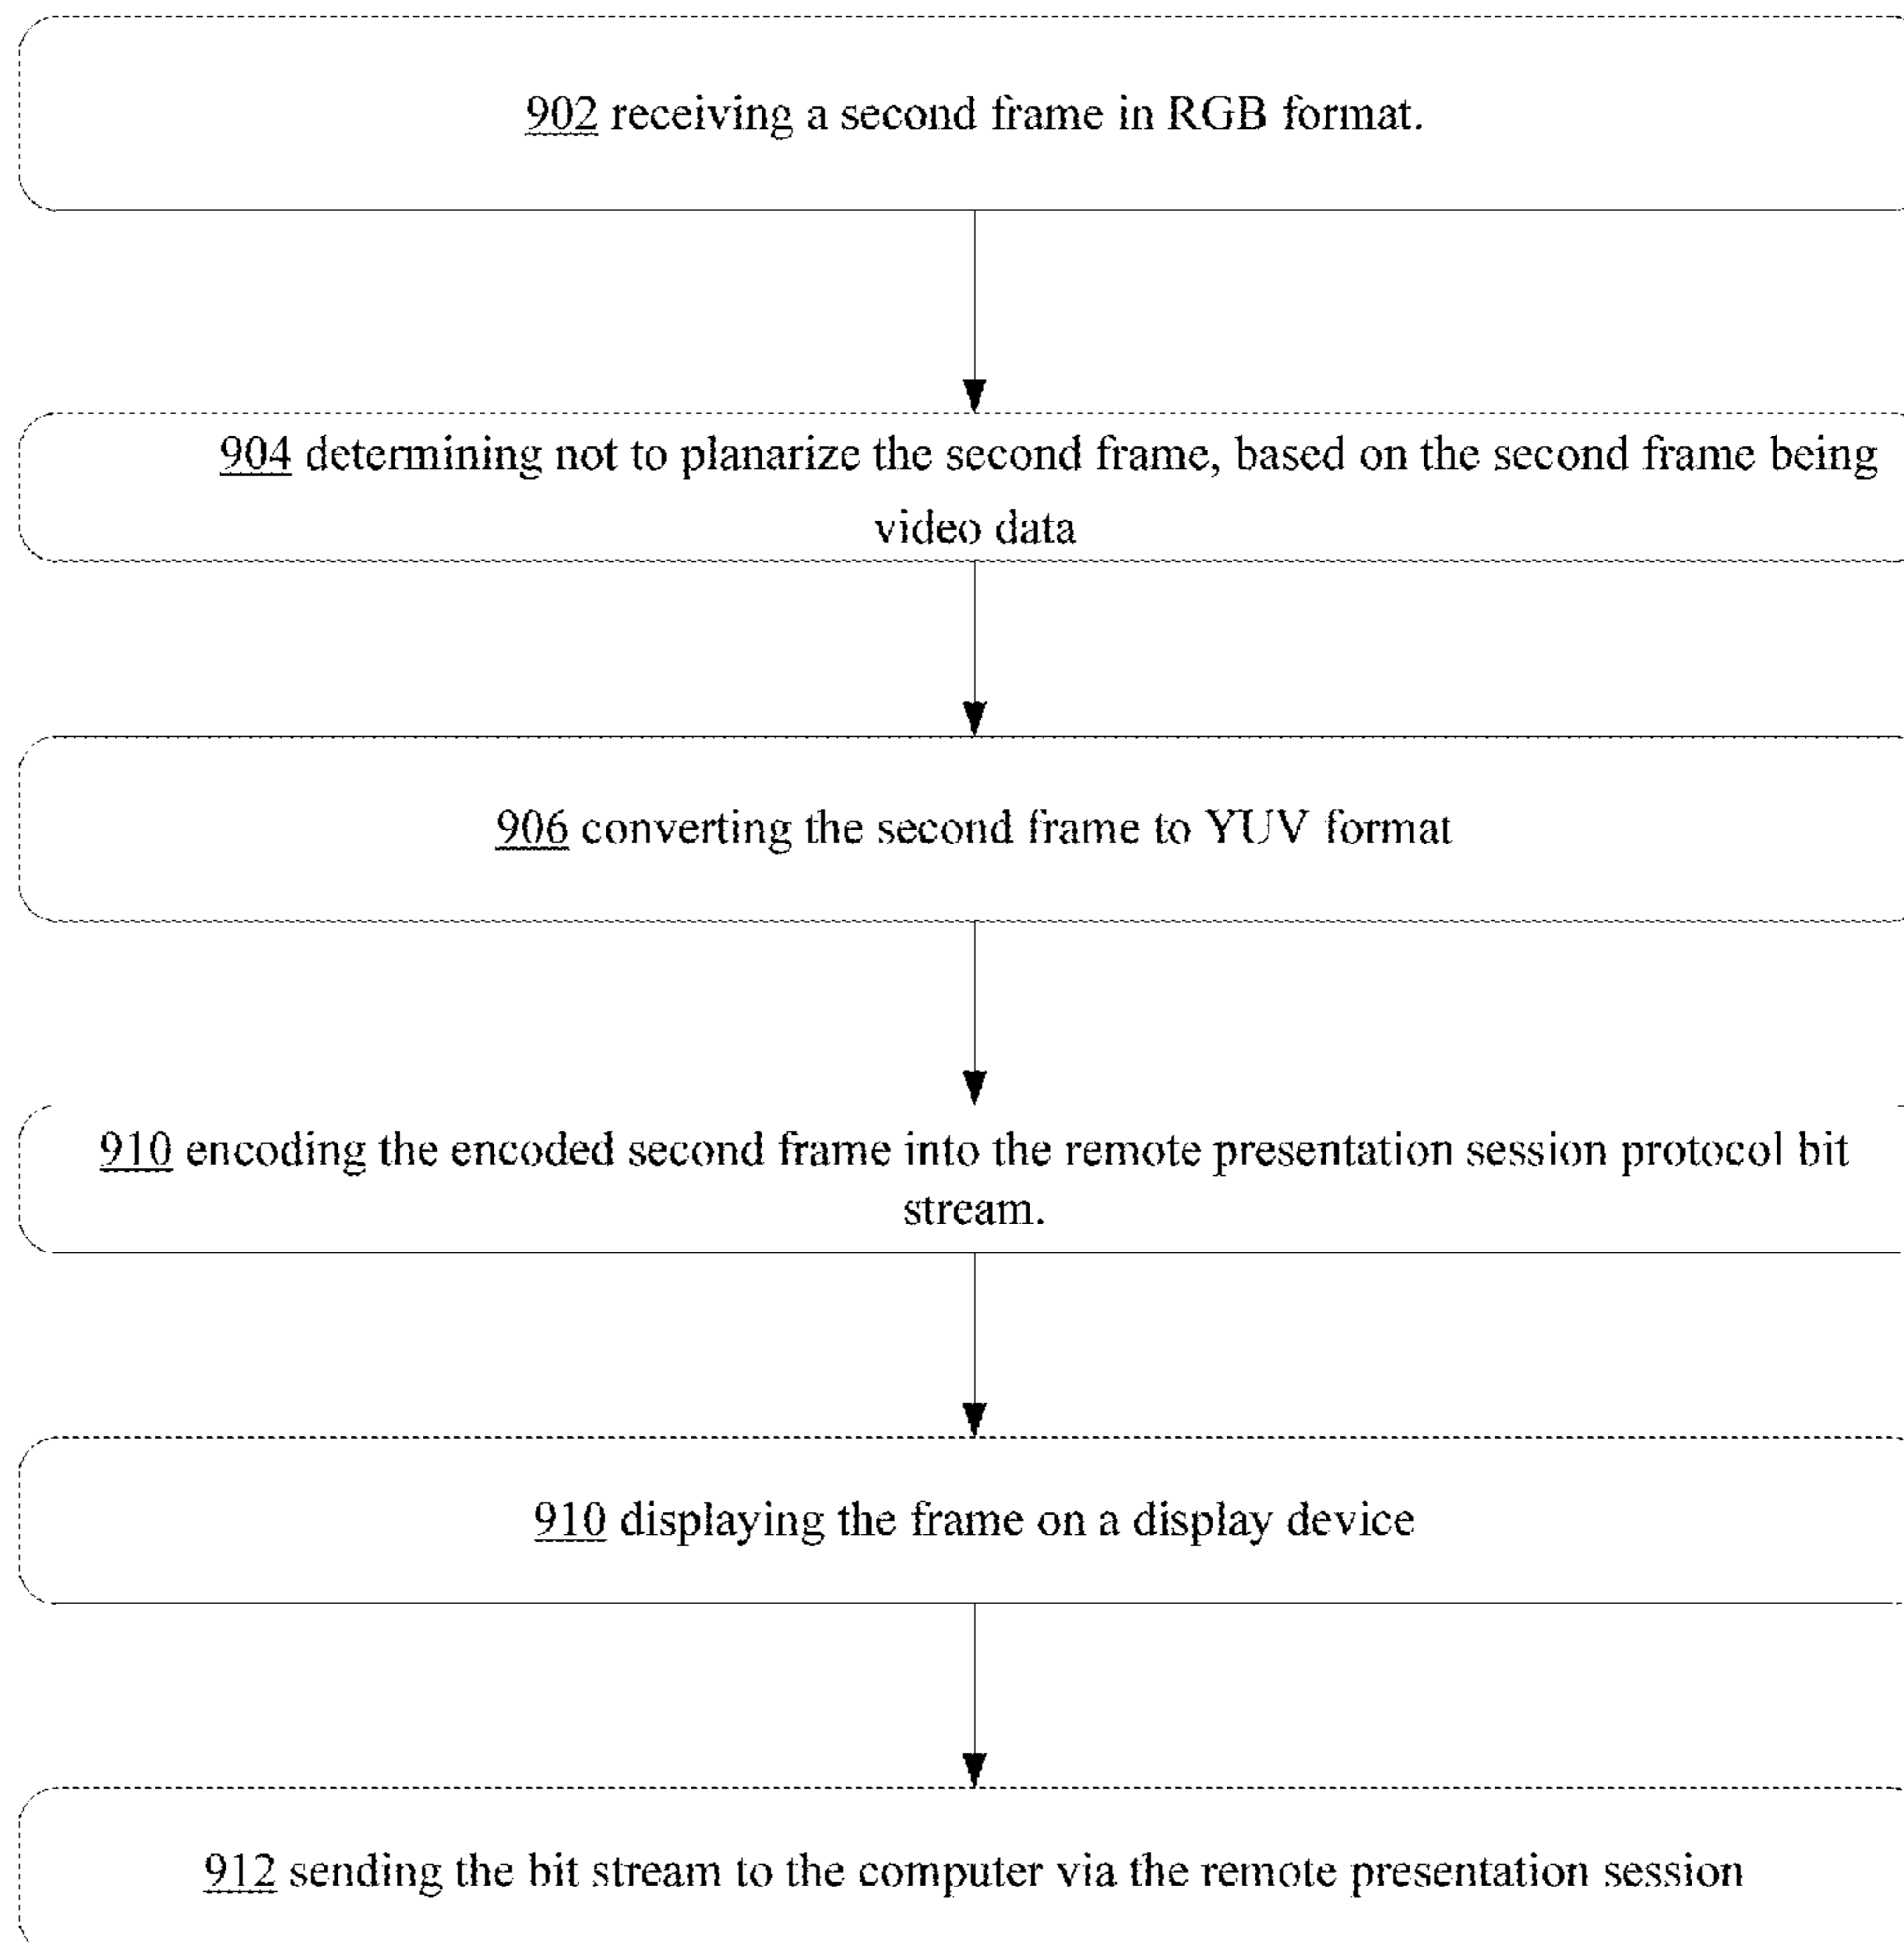 902 receiving a second frame in RGB format.
904 determining not to planarize the second frame, based on the second frame being
video data
906 converting the second frame to YUV format
910 encoding the encoded second frame into the remote presentation session protocol bit
stream.
910 displaying the frame on a display device
912 sending the bit stream to the computer via the remote presentation session